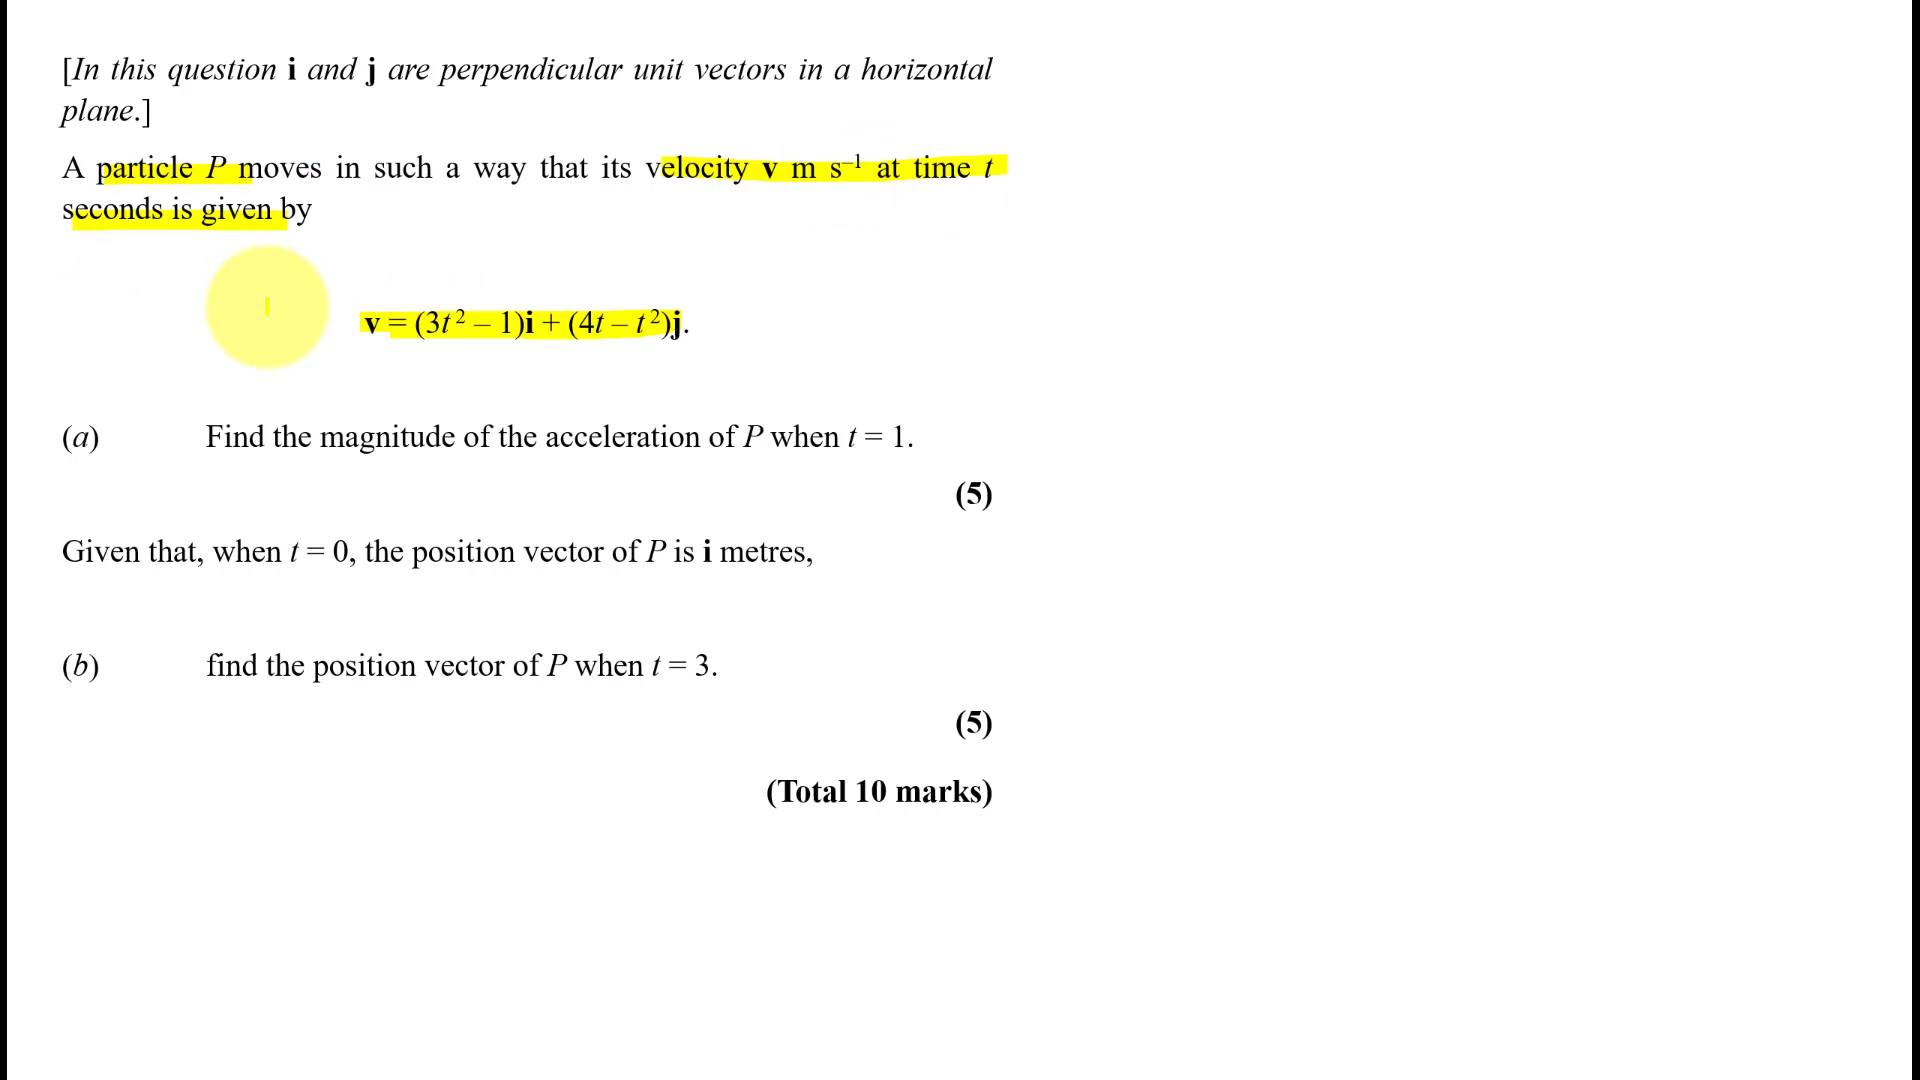 [In this question i and j are perpendicular unit vectors in a horizontal
plane.]
A particle P moves in such a way that its velocity v m s⁻¹ at time t
seconds is given by
v = (3t² – 1)i + (4t – t²)j.
(a) Find the magnitude of the acceleration of P when t = 1.
(5)
Given that, when t = 0, the position vector of P is i metres,
(b) find the position vector of P when t = 3.
(5)
(Total 10 marks)